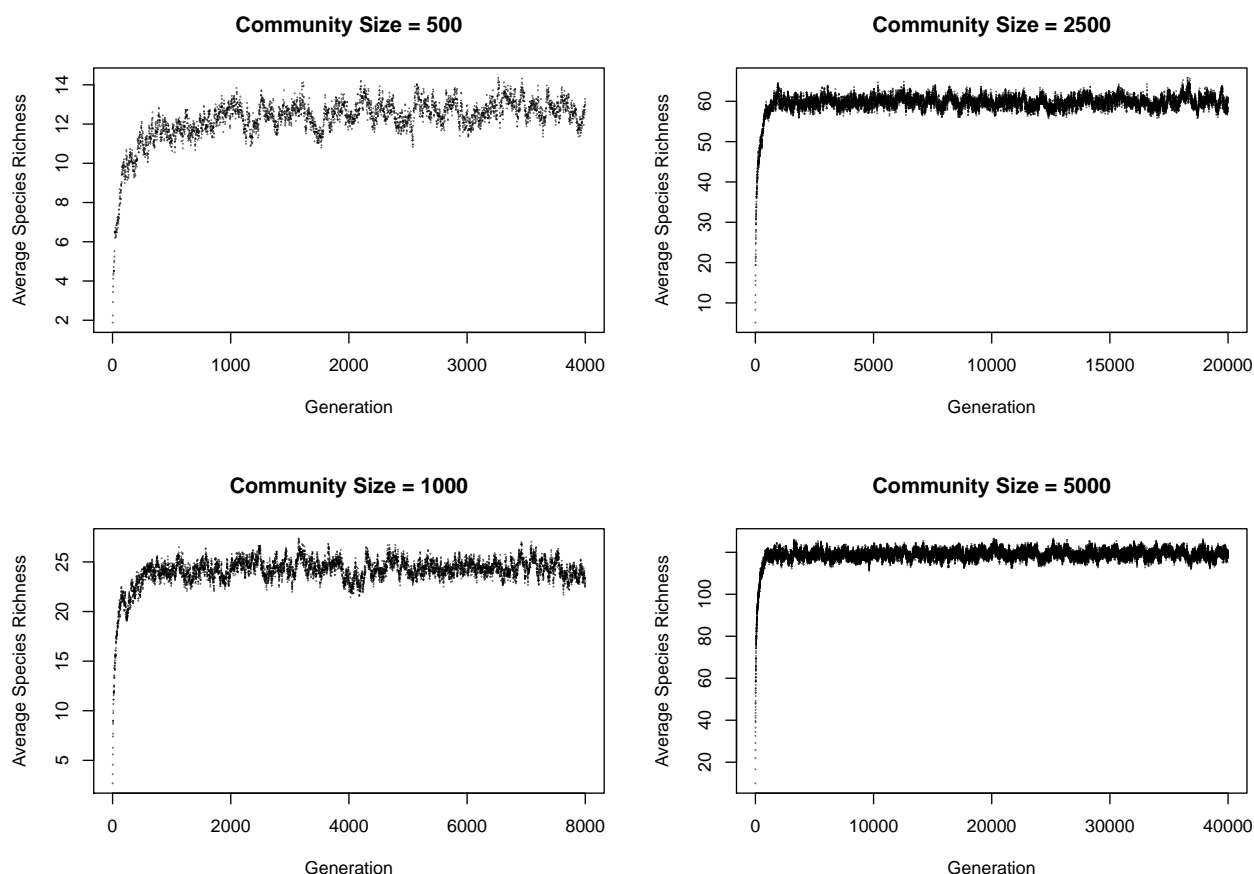 Community Size = 500
Average Species Richness
14
12
10
8
6
4
2
0 1000 2000 3000 4000
Generation
Community Size = 2500
Average Species Richness
60
50
40
30
20
10
0 5000 10000 15000 20000
Generation
Community Size = 1000
Average Species Richness
25
20
15
10
5
0 2000 4000 6000 8000
Generation
Community Size = 5000
Average Species Richness
100
80
60
40
20
0 10000 20000 30000 40000
Generation